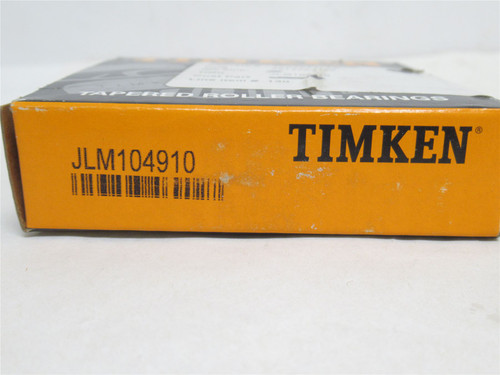 TAPERED ROLLER BEARINGS
JLM104910
TIMKEN®